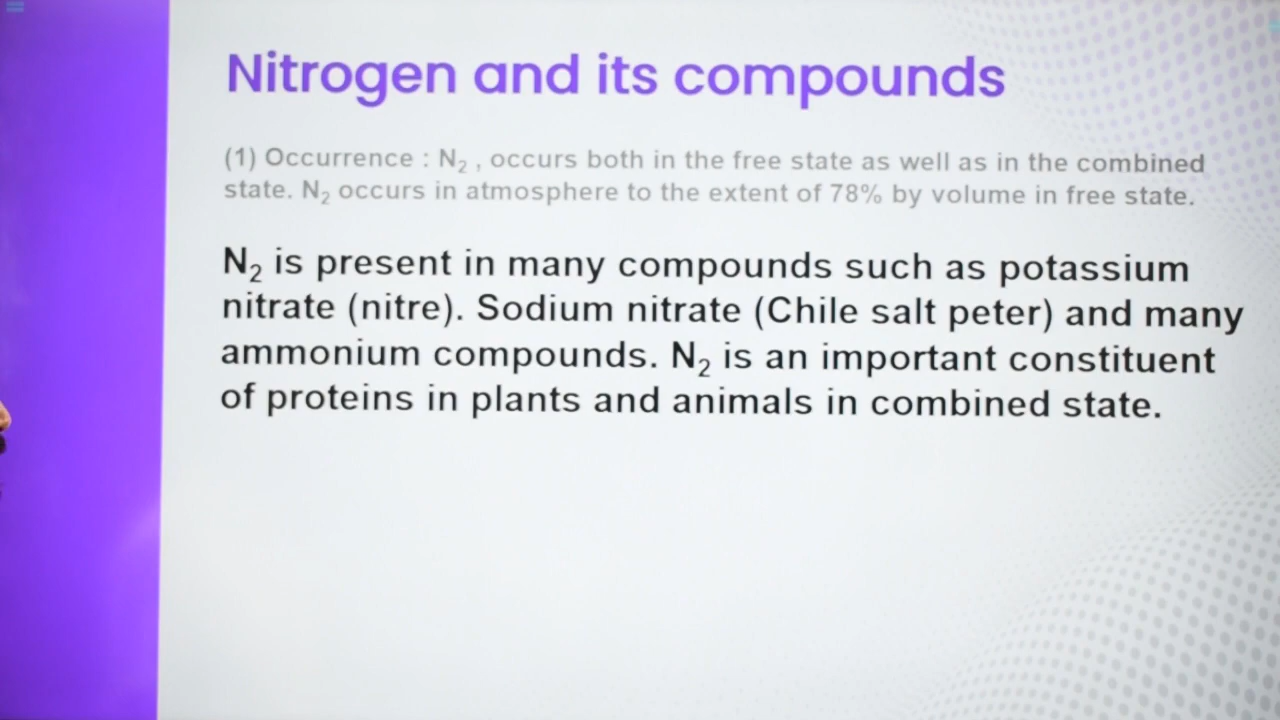 Nitrogen and its compounds
(1) Occurrence : N₂ , occurs both in the free state as well as in the combined
state. N₂ occurs in atmosphere to the extent of 78% by volume in free state.
N₂ is present in many compounds such as potassium
nitrate (nitre). Sodium nitrate (Chile salt peter) and many
ammonium compounds. N₂ is an important constituent
of proteins in plants and animals in combined state.